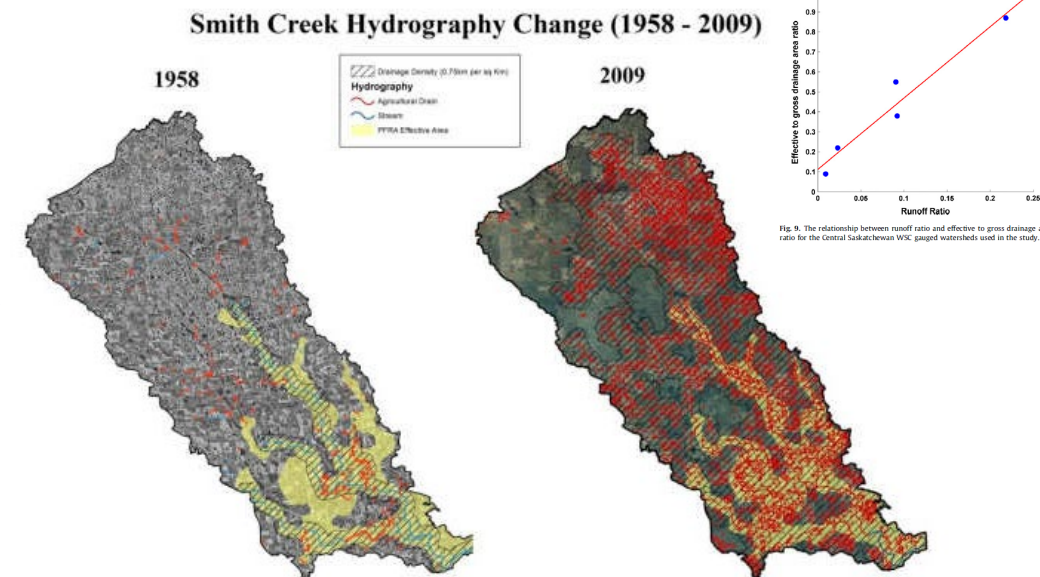 Smith Creek Hydrography Change (1958 - 2009)
1958
2009
Drainage Density (0.75km per sq Km)
Hydrography
Agricultural Drain
Stream
PFRA Effective Area
Effective to gross drainage area ratio
0.9
0.8
0.7
0.6
0.5
0.4
0.3
0.2
0.1
0
0
0.05
0.1
0.15
0.2
0.25
Runoff Ratio
Fig. 9. The relationship between runoff ratio and effective to gross drainage a
ratio for the Central Saskatchewan WSC gauged watersheds used in the study.